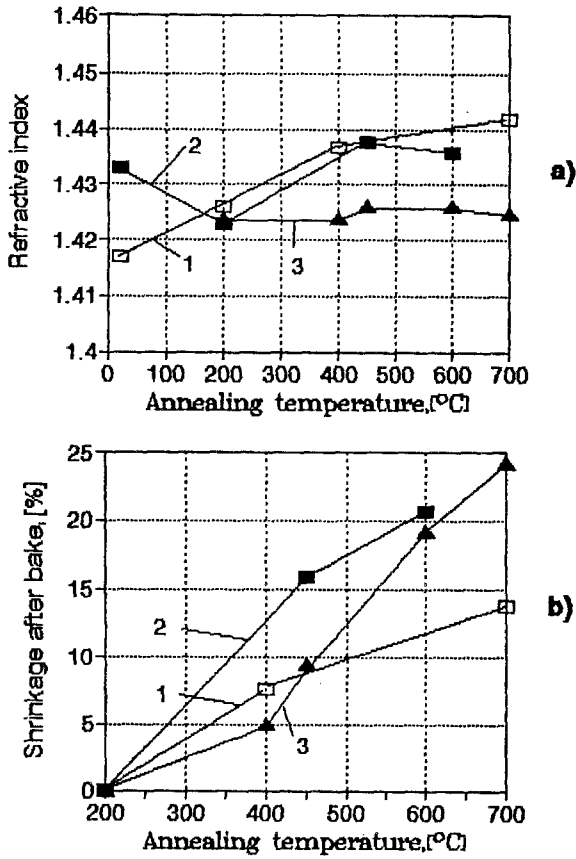 1.46
1.45
1.44
1.43
1.42
1.41
1.4
Refractive index
2
1
3
a)
0 100 200 300 400 500 600 700
Annealing temperature,[°C]
25
20
15
10
5
0
Shrinkage after bake, [%]
2
1
3
b)
200 300 400 500 600 700
Annealing temperature,[°C]